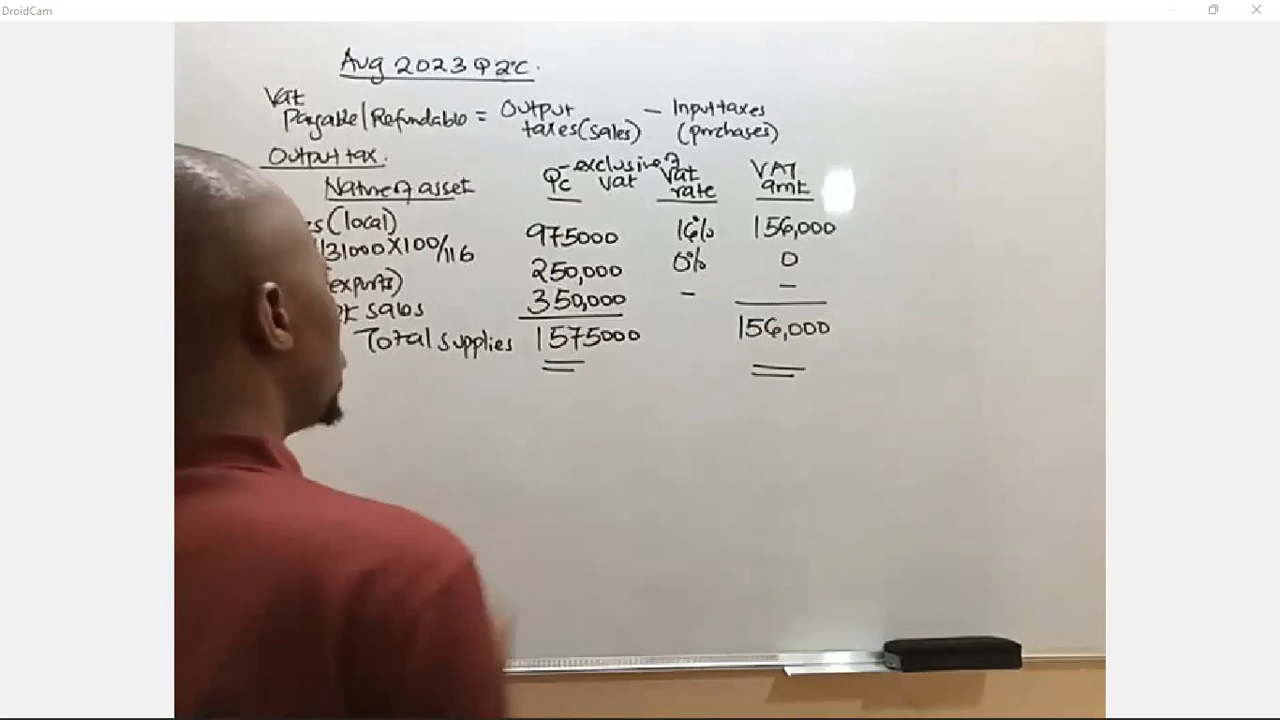 DroidCam
Aug 2023 Q2C.
Vat
Payable/Refundable = Output taxes (sales) - Input taxes (purchases)
Output tax.
Nature of asset
Qc - exclusive of vat
Vat rate
VAT amt
(local)
975000 16% 156,000
131000X100/116
(exports) 250,000 0% 0
sales 350,000 - -
Total supplies 1575000 156,000